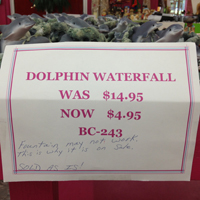 DOLPHIN WATERFALL
WAS $14.95
NOW $4.95
BC-243
Fountain may not work.
This is why it is on Sale.
SOLD "AS IS"